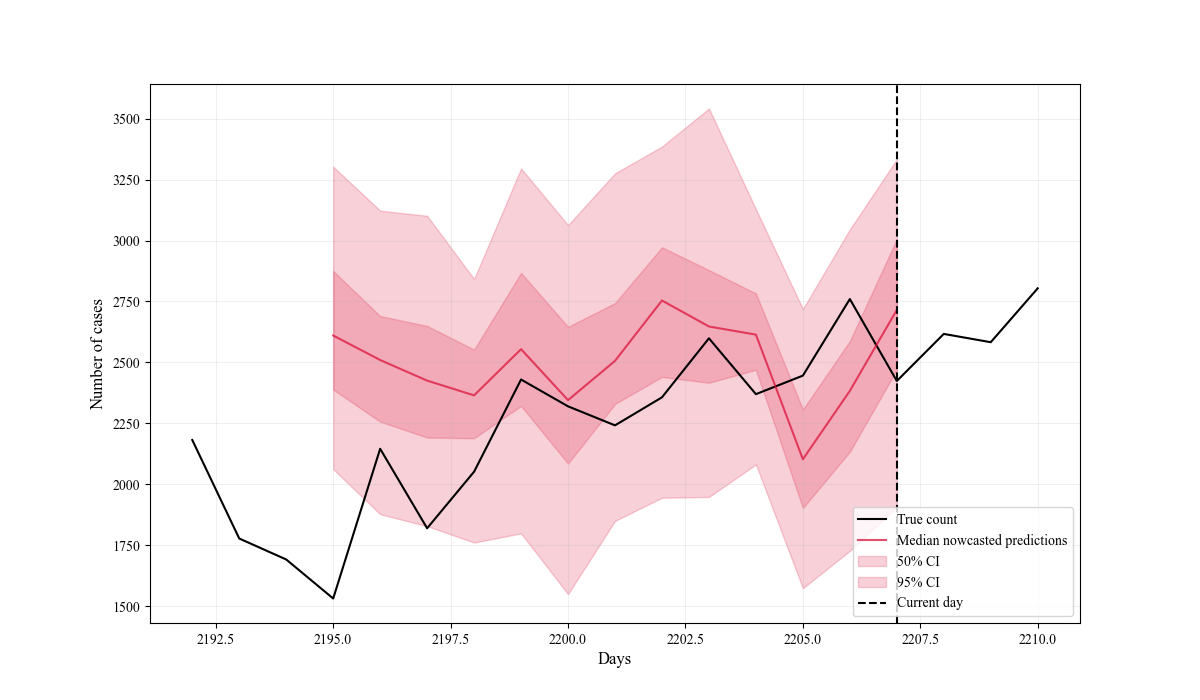 3500
3250
3000
2750
2500
2250
2000
1750
1500
Number of cases
2192.5
2195.0
2197.5
2200.0
2202.5
2205.0
2207.5
2210.0
Days
True count
Median nowcasted predictions
50% CI
95% CI
Current day